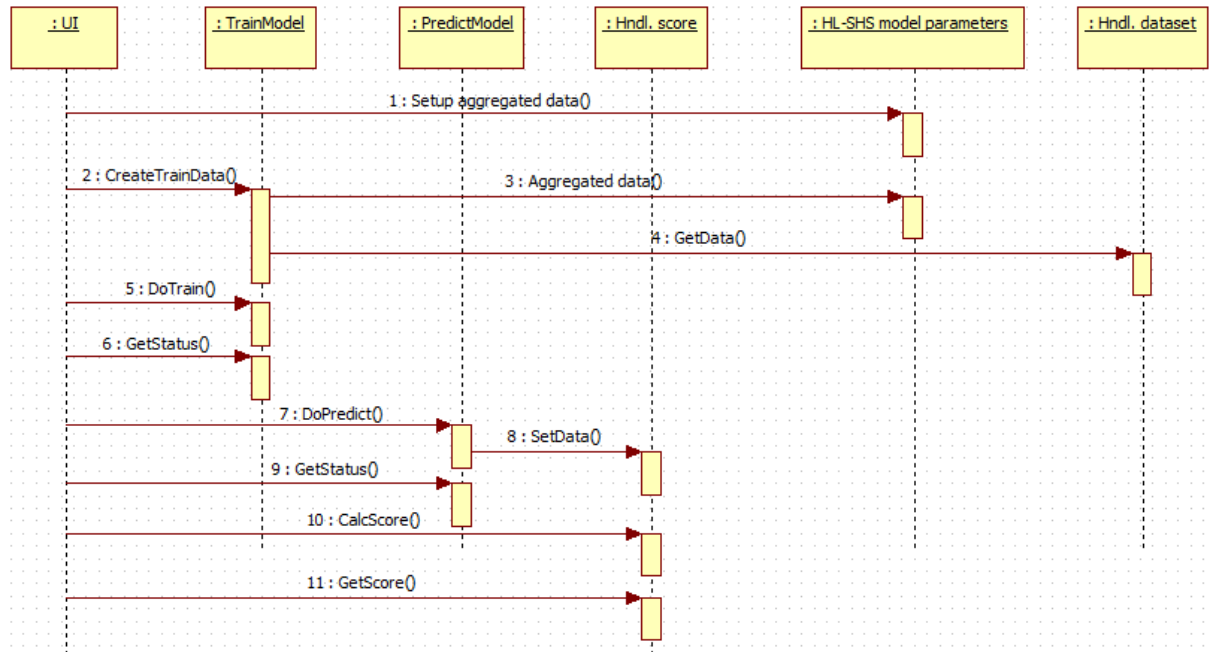 : UI
: TrainModel
: PredictModel
: Hndl. score
: HL-SHS model parameters
: Hndl. dataset
1 : Setup aggregated data()
2 : CreateTrainData()
3 : Aggregated data()
4 : GetData()
5 : DoTrain()
6 : GetStatus()
7 : DoPredict()
8 : SetData()
9 : GetStatus()
10 : CalcScore()
11 : GetScore()